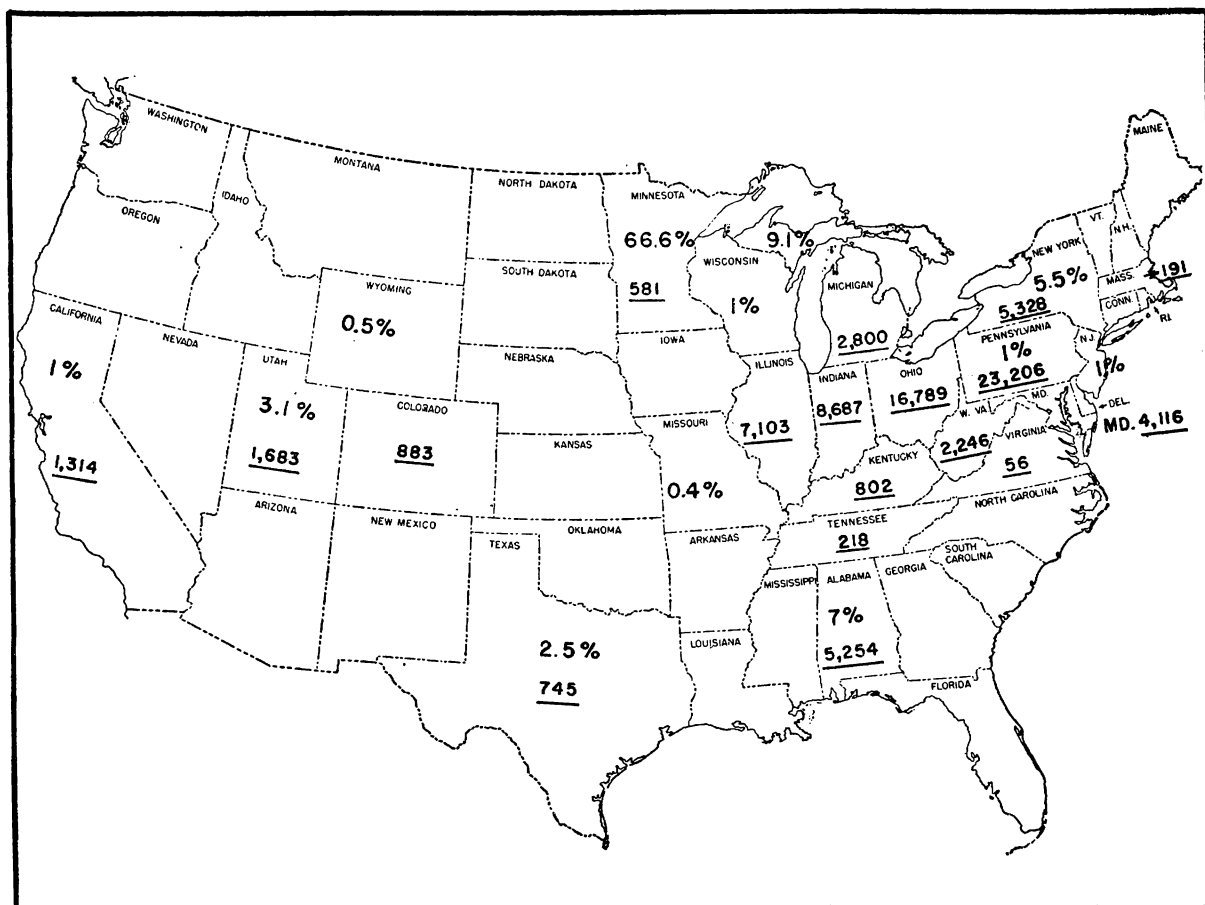 WASHINGTON
MONTANA
NORTH DAKOTA
MINNESOTA
MAINE
IDAHO
OREGON
VT.
N.H.
66.6%
9.1%
NEW YORK
WISCONSIN
SOUTH DAKOTA
MICHIGAN
MASS.
191
5.5%
WYOMING
581
CONN.
CALIFORNIA
1%
5,328
R.I.
0.5%
NEVADA
IOWA
2,800
PENNSYLVANIA
N.J.
UTAH
NEBRASKA
ILLINOIS
INDIANA
OHIO
1%
1%
1%
23,206
3.1%
COLORADO
8,687
16,789
MD.
DEL.
W. VA.
MISSOURI
7,103
MD. 4,116
1,314
1,683
883
KANSAS
2,246
VIRGINIA
KENTUCKY
56
0.4%
802
NORTH CAROLINA
ARIZONA
NEW MEXICO
OKLAHOMA
TENNESSEE
TEXAS
ARKANSAS
218
SOUTH
CAROLINA
MISSISSIPPI
ALABAMA
GEORGIA
7%
LOUISIANA
2.5%
5,254
745
FLORIDA